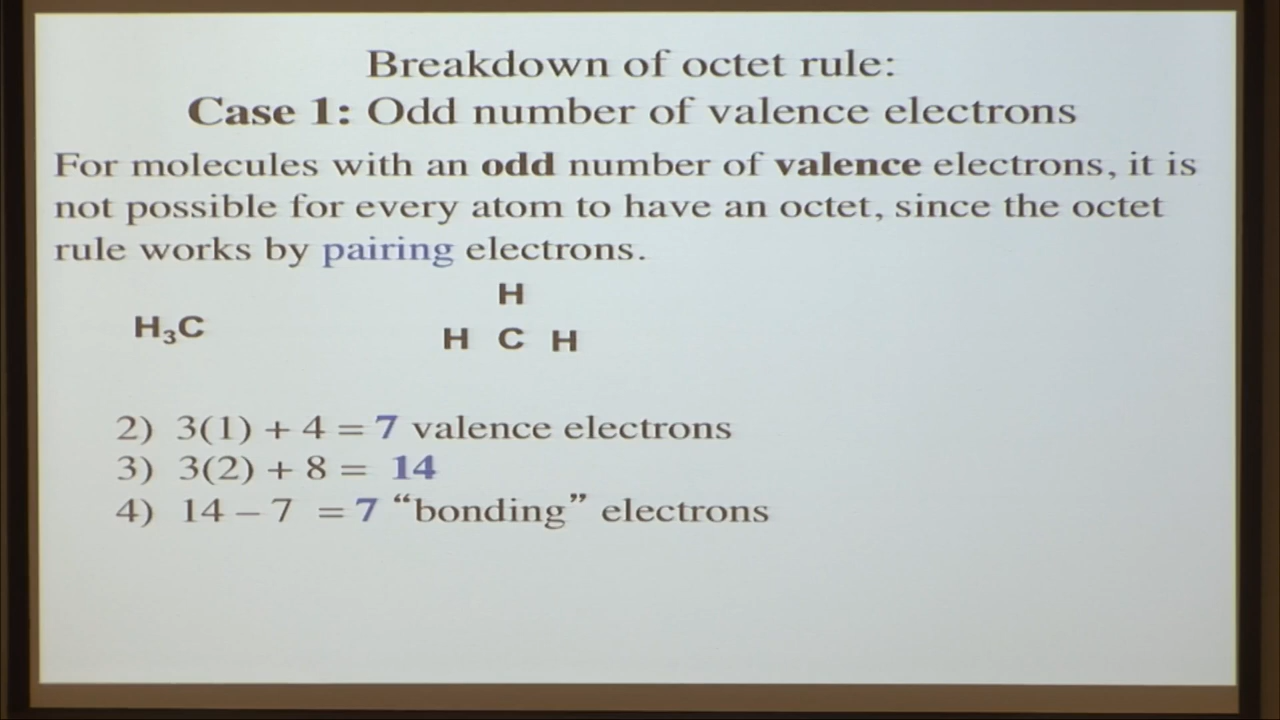 Breakdown of octet rule:
Case 1: Odd number of valence electrons
For molecules with an odd number of valence electrons, it is
not possible for every atom to have an octet, since the octet
rule works by pairing electrons.
H
H₃C
H C H
2) 3(1) + 4 = 7 valence electrons
3) 3(2) + 8 = 14
4) 14 – 7 = 7 “bonding” electrons